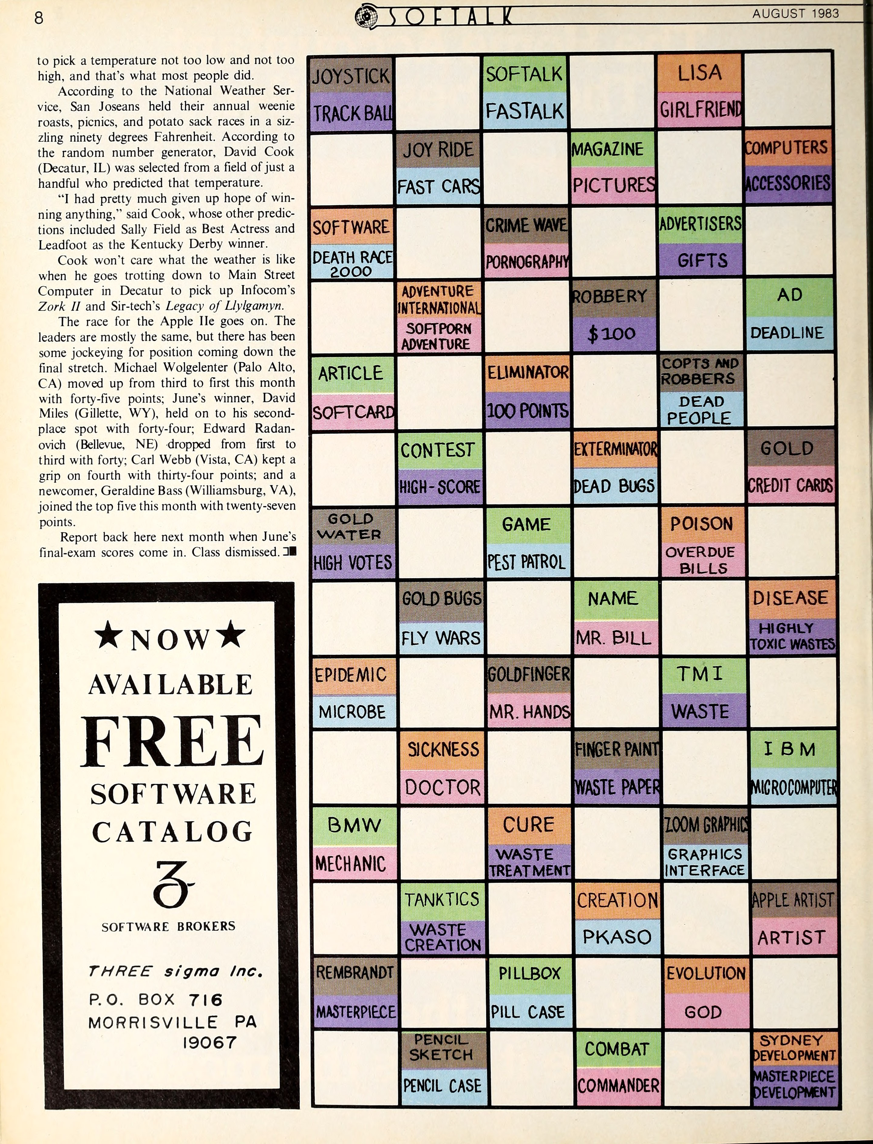 8
SOFTALK
AUGUST 1983
to pick a temperature not too low and not too
high, and that's what most people did.
According to the National Weather Ser-
vice, San Joseans held their annual weenie
roasts, picnics, and potato sack races in a siz-
zling ninety degrees Fahrenheit. According to
the random number generator, David Cook
(Decatur, IL) was selected from a field of just a
handful who predicted that temperature.
"I had pretty much given up hope of win-
ning anything," said Cook, whose other predic-
tions included Sally Field as Best Actress and
Leadfoot as the Kentucky Derby winner.
Cook won't care what the weather is like
when he goes trotting down to Main Street
Computer in Decatur to pick up Infocom's
Zork II and Sir-tech's Legacy of Llylgamyn.
The race for the Apple IIe goes on. The
leaders are mostly the same, but there has been
some jockeying for position coming down the
final stretch. Michael Wolgelenter (Palo Alto,
CA) moved up from third to first this month
with forty-five points; June's winner, David
Miles (Gillette, WY), held on to his second-
place spot with forty-four; Edward Radan-
ovich (Bellevue, NE) dropped from first to
third with forty; Carl Webb (Vista, CA) kept a
grip on fourth with thirty-four points; and a
newcomer, Geraldine Bass (Williamsburg, VA),
joined the top five this month with twenty-seven
points.
Report back here next month when June's
final-exam scores come in. Class dismissed.
★NOW★
AVAILABLE
FREE
SOFTWARE
CATALOG
3
SOFTWARE BROKERS
THREE sigma Inc.
P.O. BOX 716
MORRISVILLE PA
19067
JOYSTICK
TRACK BALL
SOFTALK
FASTALK
LISA
GIRLFRIEND
JOY RIDE
FAST CARS
MAGAZINE
PICTURES
COMPUTERS
ACCESSORIES
SOFTWARE
DEATH RACE
2000
CRIME WAVE
PORNOGRAPHY
ADVERTISERS
GIFTS
ADVENTURE
INTERNATIONAL
SOFTPORN
ADVENTURE
ROBBERY
$100
AD
DEADLINE
ARTICLE
SOFTCARD
ELIMINATOR
100 POINTS
COPTS AND
ROBBERS
DEAD
PEOPLE
CONTEST
HIGH-SCORE
EXTERMINATOR
DEAD BUGS
GOLD
CREDIT CARDS
GOLD
WATER
HIGH VOTES
GAME
PEST PATROL
POISON
OVERDUE
BILLS
GOLD BUGS
FLY WARS
NAME
MR. BILL
DISEASE
HIGHLY
TOXIC WASTES
EPIDEMIC
MICROBE
GOLDFINGER
MR. HANDS
TMI
WASTE
SICKNESS
DOCTOR
FINGER PAINT
WASTE PAPER
IBM
MICROCOMPUTER
BMW
MECHANIC
CURE
WASTE
TREATMENT
ZOOM GRAPHICS
GRAPHICS
INTERFACE
TANKTICS
WASTE
CREATION
CREATION
PKASO
APPLE ARTIST
ARTIST
REMBRANDT
MASTERPIECE
PILLBOX
PILL CASE
EVOLUTION
GOD
PENCIL
SKETCH
PENCIL CASE
COMBAT
COMMANDER
SYDNEY
DEVELOPMENT
MASTERPIECE
DEVELOPMENT